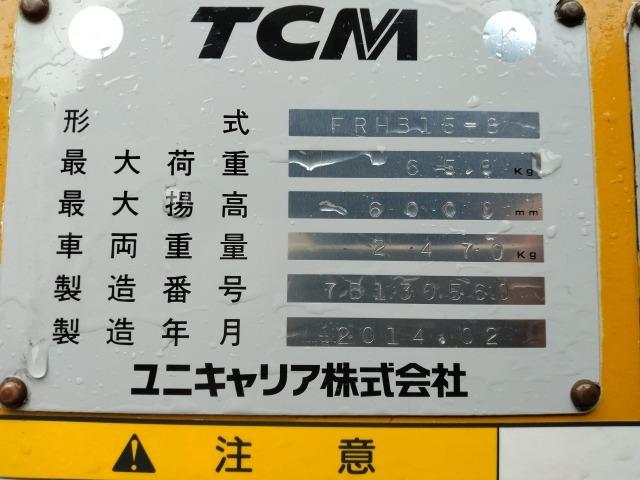 TCM
K
形式 FRHB15-8
最大荷重 650 Kg
最大揚高 6000 mm
車両重量 2470 Kg
製造番号 7B130560
製造年月 2014.02
ユニキャリア株式会社
注意